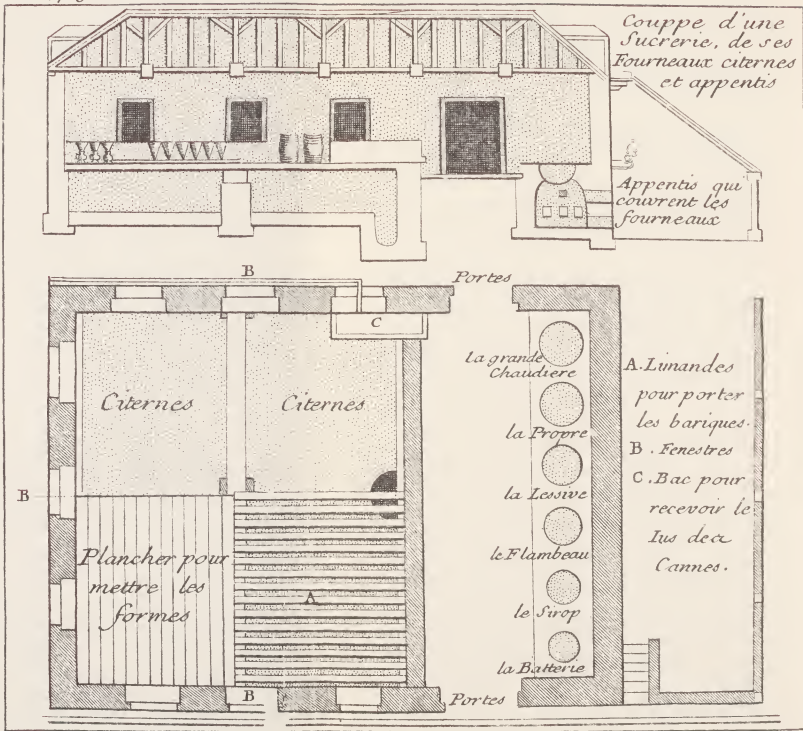 Couppe d'une
Sucrerie, de ses
Fourneaux citernes
et appentis
Appentis qui
couvrent les
fourneaux
B
Portes
C
Citernes
Citernes
B
Plancher pour
mettre les
formes
A
B
Portes
la grande
Chaudiere
la Propre
la Lessive
le Flambeau
le Sirop
la Batterie
A. Limandes
pour porter
les bariques.
B. Fenestres
C. Bac pour
recevoir le
Ius des
Cannes.